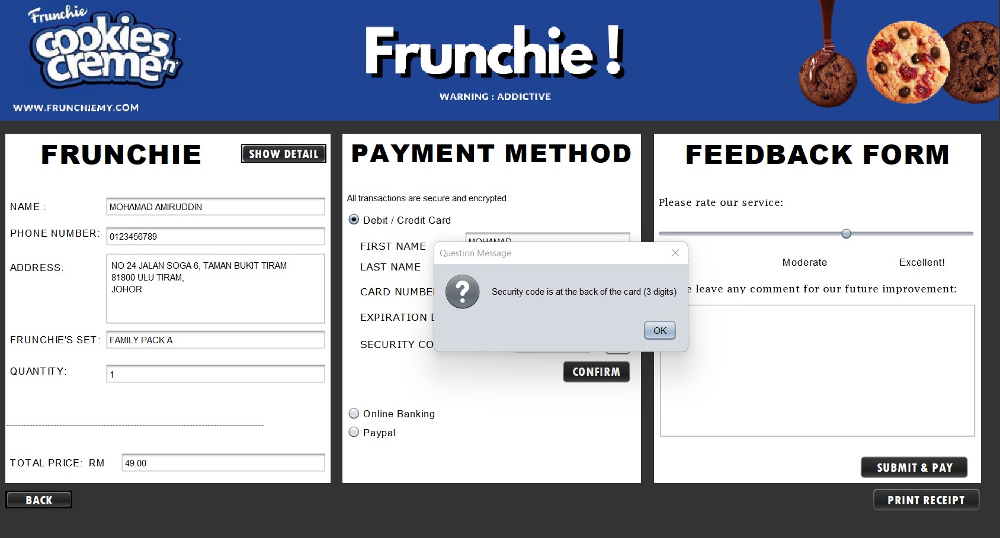 Frunchie
cookies
creme n'
WWW.FRUNCHIEMY.COM
Frunchie!
WARNING : ADDICTIVE
FRUNCHIE
SHOW DETAIL
NAME :
MOHAMAD AMIRUDDIN
PHONE NUMBER:
0123456789
ADDRESS:
NO 24 JALAN SOGA 6, TAMAN BUKIT TIRAM
81800 ULU TIRAM,
JOHOR
FRUNCHIE'S SET:
FAMILY PACK A
QUANTITY:
1
-----------------------------------------------------------------------------------------
TOTAL PRICE: RM
49.00
BACK
PAYMENT METHOD
All transactions are secure and encrypted
Debit / Credit Card
FIRST NAME
MOHAMAD
LAST NAME
CARD NUMBE
EXPIRATION
SECURITY CO
Question Message
Security code is at the back of the card (3 digits)
OK
CONFIRM
Online Banking
Paypal
FEEDBACK FORM
Please rate our service:
Moderate
Excellent!
leave any comment for our future improvement:
SUBMIT & PAY
PRINT RECEIPT